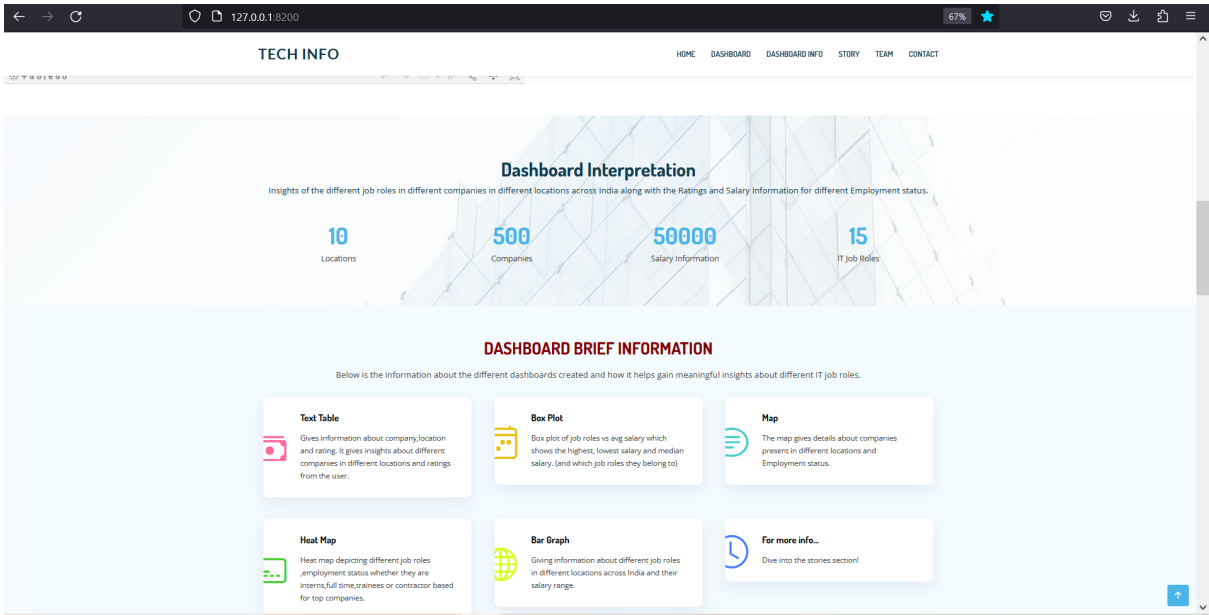 127.0.0.1:8200
67%
TECH INFO
HOME DASHBOARD DASHBOARD INFO STORY TEAM CONTACT
Dashboard Interpretation
Insights of the different job roles in different companies in different locations across India along with the Ratings and Salary Information for different Employment status.
10 500 50000 15
Locations Companies Salary Information IT Job Roles
DASHBOARD BRIEF INFORMATION
Below is the information about the different dashboards created and how it helps gain meaningful insights about different IT job roles.
Text Table
Gives information about company,location
and rating. It gives insights about different
companies in different locations and ratings
from the user.
Box Plot
Box plot of job roles vs avg salary which
shows the highest, lowest salary and median
salary. (and which job roles they belong to)
Map
The map gives details about companies
present in different locations and
Employment status.
Heat Map
Heat map depicting different job roles
,employment status whether they are
interns,full time,trainees or contractor based
for top companies.
Bar Graph
Giving information about different job roles
in different locations across India and their
salary range.
For more info...
Dive into the stories section!